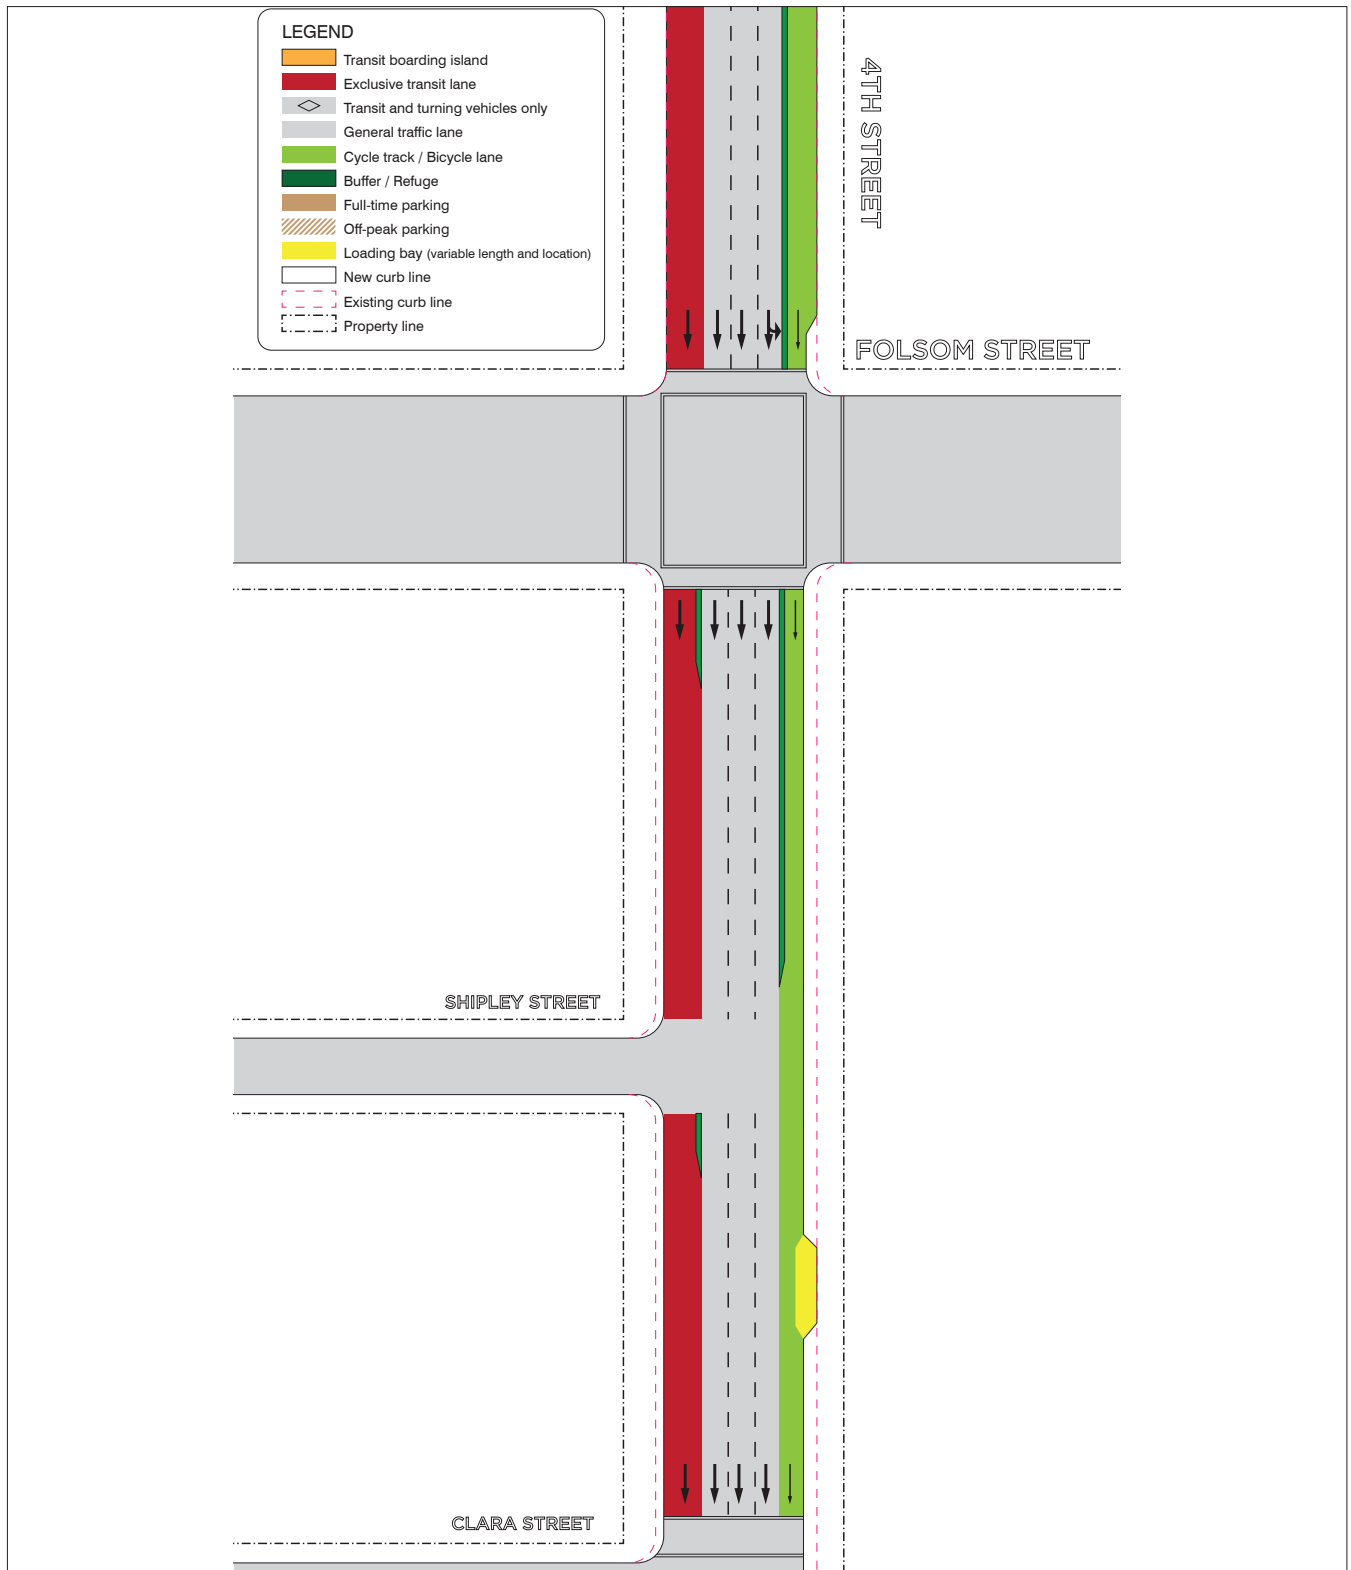 LEGEND
Transit boarding island
Exclusive transit lane
Transit and turning vehicles only
General traffic lane
Cycle track / Bicycle lane
Buffer / Refuge
Full-time parking
Off-peak parking
Loading bay (variable length and location)
New curb line
Existing curb line
Property line
4TH STREET
FOLSOM STREET
SHIPLEY STREET
CLARA STREET